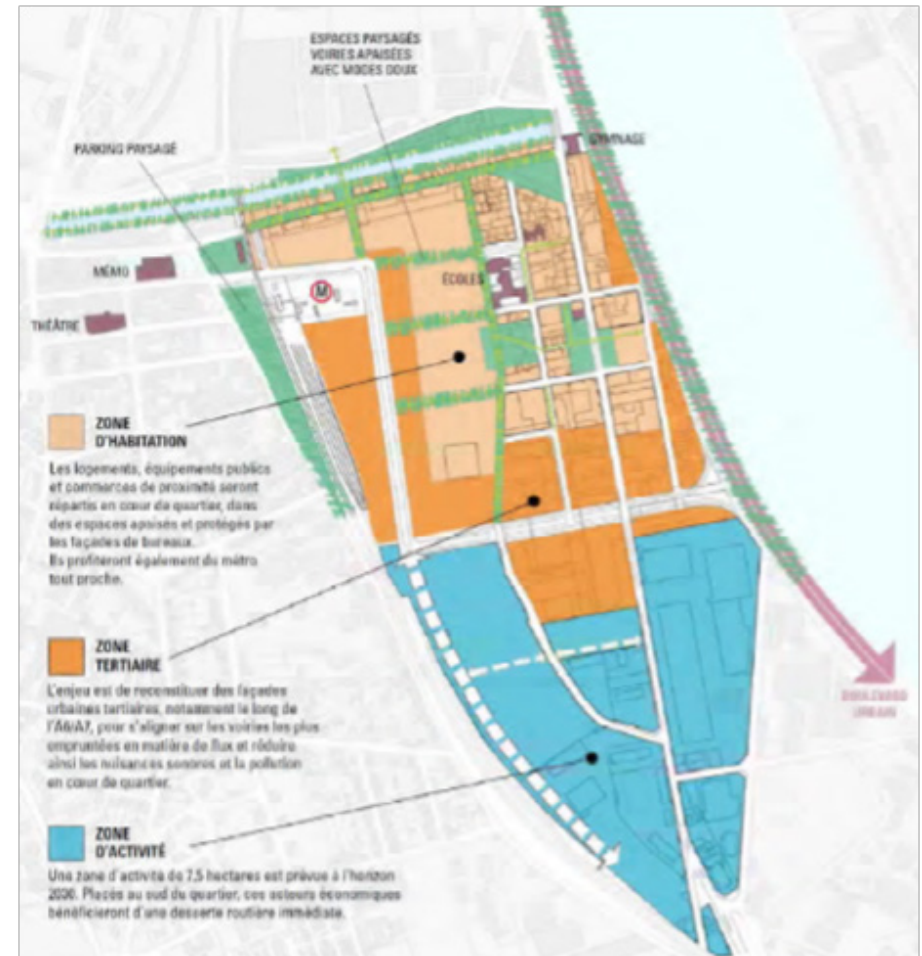 ESPACES PAYSAGÉS
VOIRIES APAISÉES
AVEC MODES DOUX
PARKING PAYSAGÉ
GYMNASE
MÉMO
M
ÉCOLES
THÉÂTRE
ZONE
D'HABITATION
Les logements, équipements publics
et commerces de proximité seront
répartis en cœur de quartier, dans
des espaces apaisés et protégés par
les façades de bureaux.
Ils profiteront également du métro
tout proche.
ZONE
TERTIAIRE
L'enjeu est de reconstituer des façades
urbaines tertiaires, notamment le long de
l'A6/A7, pour s'aligner sur les voiries les plus
empruntées en matière de flux et réduire
ainsi les nuisances sonores et la pollution
en cœur de quartier.
BOULEVARD
URBAIN
ZONE
D'ACTIVITÉ
Une zone d'activité de 7,5 hectares est prévue à l'horizon
2030. Placés au sud du quartier, ces acteurs économiques
bénéficieront d'une desserte routière immédiate.